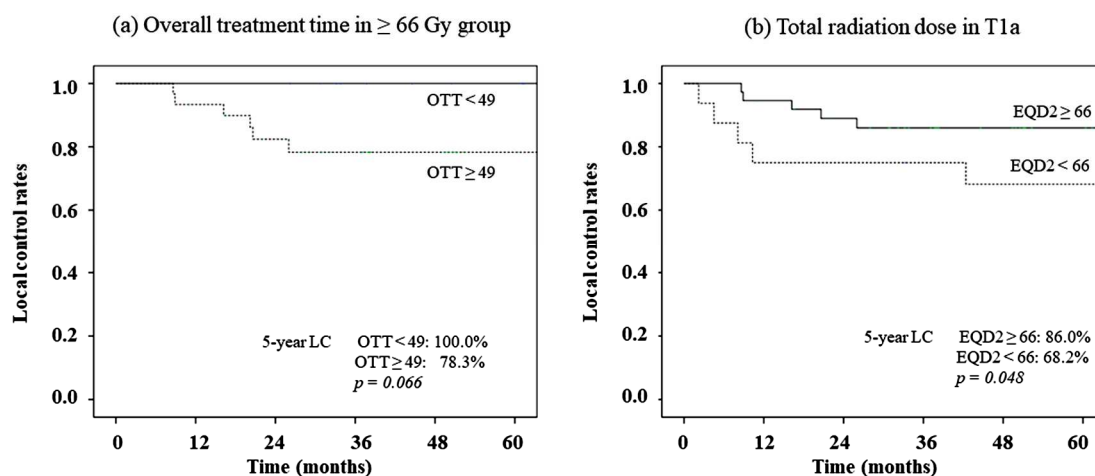 (a) Overall treatment time in ≥ 66 Gy group
Local control rates
1.0
0.8
0.6
0.4
0.2
0.0
OTT < 49
OTT ≥ 49
5-year LC OTT < 49: 100.0%
OTT ≥ 49: 78.3%
p = 0.066
0 12 24 36 48 60
Time (months)
(b) Total radiation dose in T1a
Local control rates
1.0
0.8
0.6
0.4
0.2
0.0
EQD2 ≥ 66
EQD2 < 66
5-year LC EQD2 ≥ 66: 86.0%
EQD2 < 66: 68.2%
p = 0.048
0 12 24 36 48 60
Time (months)